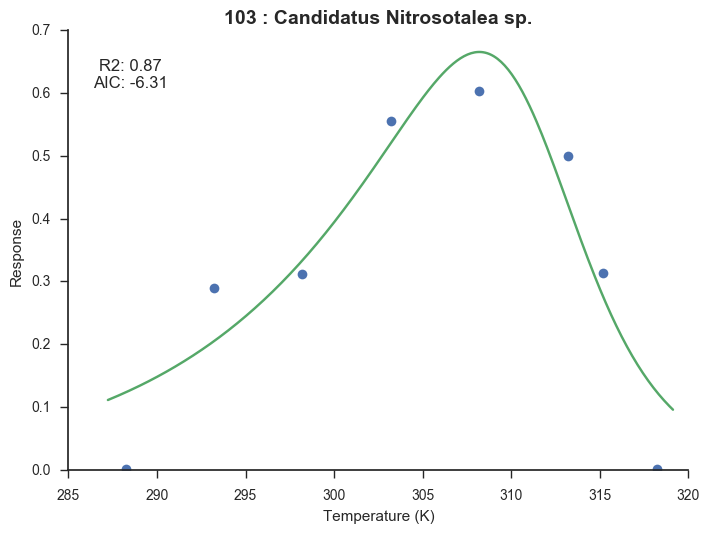 103 : Candidatus Nitrosotalea sp.
R2: 0.87
AIC: -6.31
0.7
0.6
0.5
0.4
0.3
0.2
0.1
0.0
Response
285 290 295 300 305 310 315 320
Temperature (K)